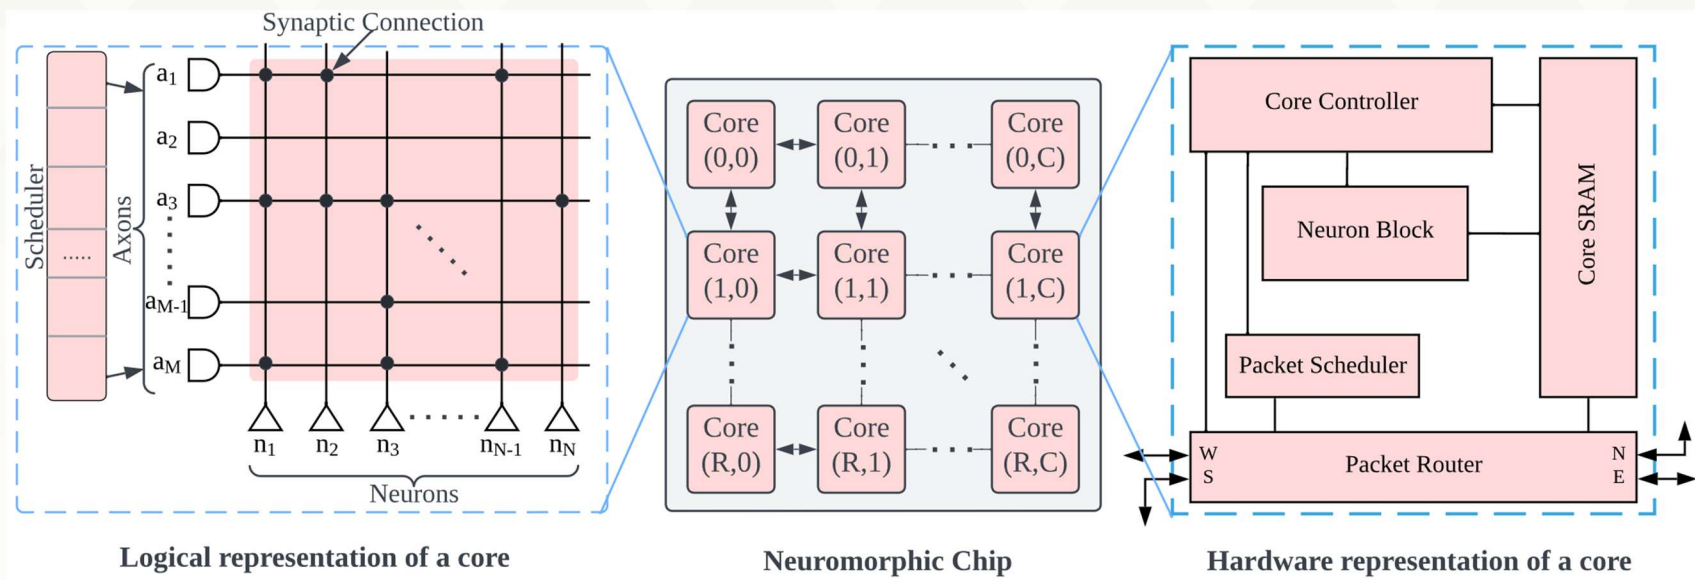 Synaptic Connection
Scheduler
.....
Axons
a1
a2
a3
aM-1
aM
n1
n2
n3
nN-1
nN
Neurons
Logical representation of a core
Core
(0,0)
Core
(0,1)
Core
(0,C)
Core
(1,0)
Core
(1,1)
Core
(1,C)
Core
(R,0)
Core
(R,1)
Core
(R,C)
Neuromorphic Chip
Core Controller
Neuron Block
Core SRAM
Packet Scheduler
Packet Router
W
S
N
E
Hardware representation of a core